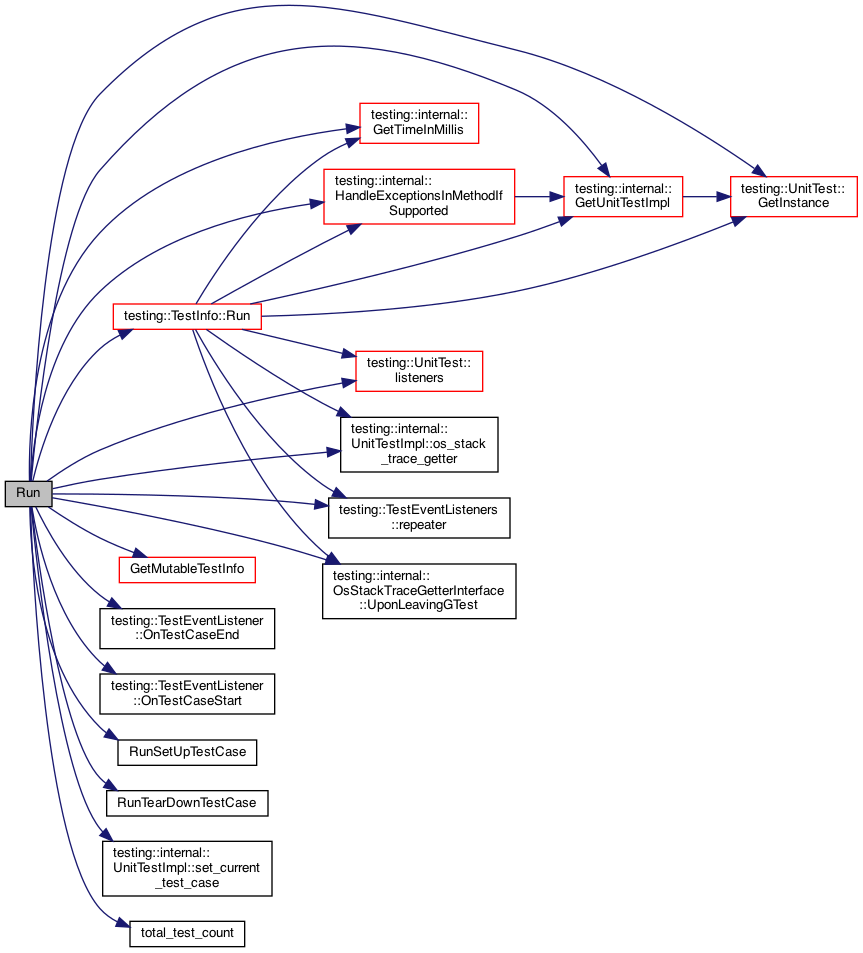 testing::internal::
GetTimeInMillis
testing::internal::
HandleExceptionsInMethodIf
Supported
testing::internal::
GetUnitTestImpl
testing::UnitTest::
GetInstance
testing::TestInfo::Run
testing::UnitTest::
listeners
testing::internal::
UnitTestImpl::os_stack
_trace_getter
Run
testing::TestEventListeners
::repeater
GetMutableTestInfo
testing::internal::
OsStackTraceGetterInterface
::UponLeavingGTest
testing::TestEventListener
::OnTestCaseEnd
testing::TestEventListener
::OnTestCaseStart
RunSetUpTestCase
RunTearDownTestCase
testing::internal::
UnitTestImpl::set_current
_test_case
total_test_count